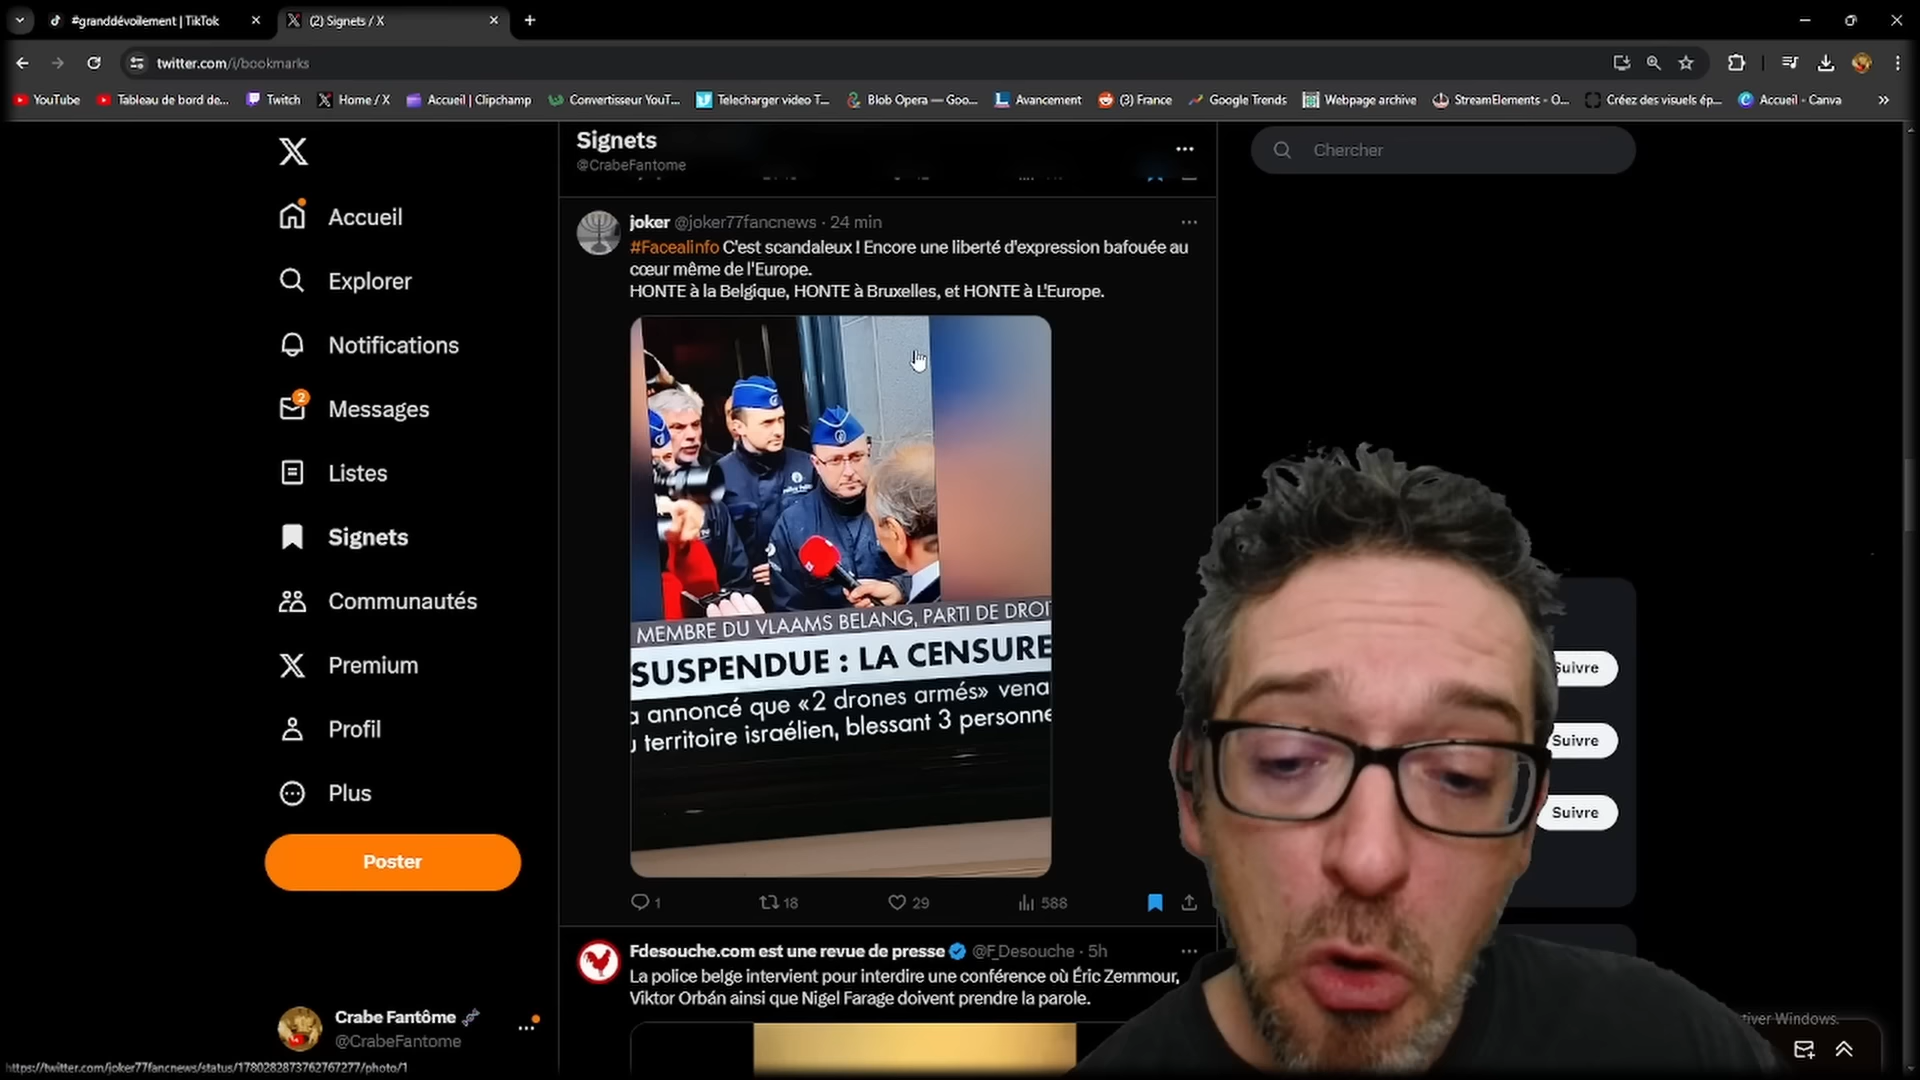 #granddévoilement | TikTok
(2) Signets / X
twitter.com/i/bookmarks
YouTube
Tableau de bord de...
Twitch
Home / X
Accueil | Clipchamp
Convertisseur YouT...
Telecharger video T...
Blob Opera — Goo...
Avancement
(3) France
Google Trends
Webpage archive
StreamElements - O...
Créez des visuels ép...
Accueil - Canva
Signets
@CrabeFantome
Chercher
Accueil
Explorer
Notifications
2
Messages
Listes
Signets
Communautés
Premium
Profil
Plus
Poster
Crabe Fantôme
@CrabeFantome
joker @joker77fancnews · 24 min
#Facealinfo C'est scandaleux ! Encore une liberté d'expression bafouée au
cœur même de l'Europe.
HONTE à la Belgique, HONTE à Bruxelles, et HONTE à L'Europe.
MEMBRE DU VLAAMS BELANG, PARTI DE DROI
SUSPENDUE : LA CENSURE
a annoncé que «2 drones armés» vena
u territoire israélien, blessant 3 personne
1
18
29
588
Fdesouche.com est une revue de presse @F_Desouche · 5h
La police belge intervient pour interdire une conférence où Éric Zemmour,
Viktor Orbán ainsi que Nigel Farage doivent prendre la parole.
Suivre
Suivre
Suivre
tiver Windows.
https://twitter.com/joker77fancnews/status/1780282873762767277/photo/1